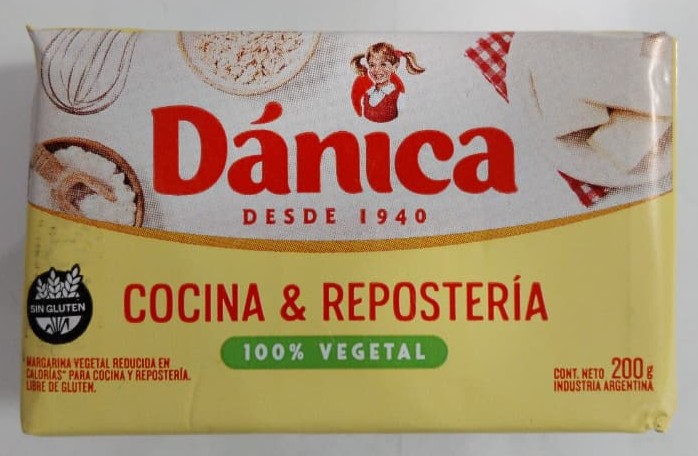 Dánica
DESDE 1940
COCINA & REPOSTERÍA
100% VEGETAL
SIN GLUTEN
MARGARINA VEGETAL REDUCIDA EN
CALORÍAS* PARA COCINA Y REPOSTERÍA.
LIBRE DE GLUTEN.
CONT. NETO 200 g
INDUSTRIA ARGENTINA